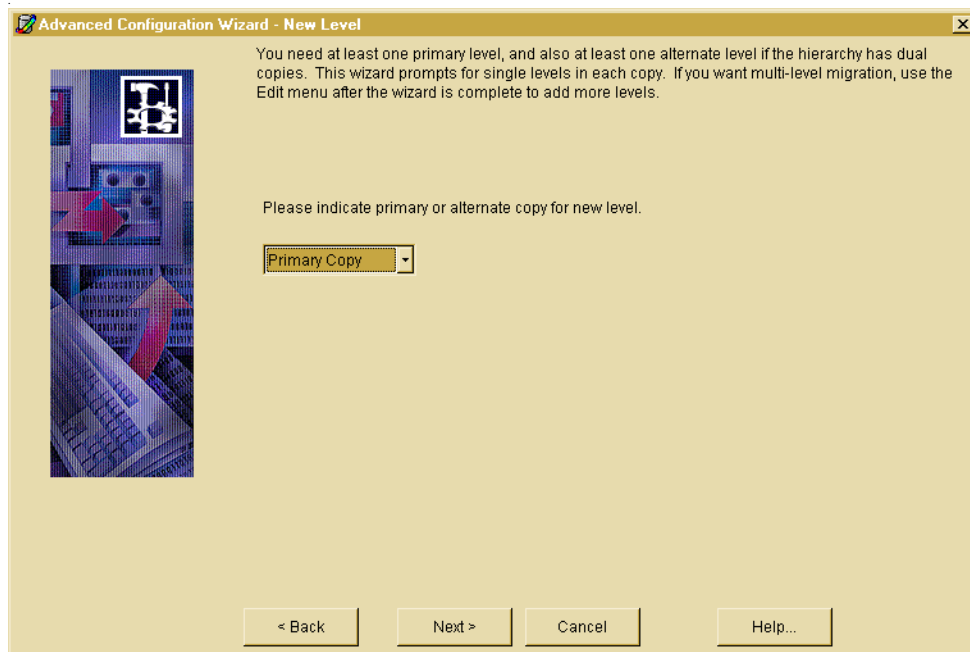 Advanced Configuration Wizard - New Level
You need at least one primary level, and also at least one alternate level if the hierarchy has dual
copies. This wizard prompts for single levels in each copy. If you want multi-level migration, use the
Edit menu after the wizard is complete to add more levels.
Please indicate primary or alternate copy for new level.
Primary Copy
< Back
Next >
Cancel
Help...